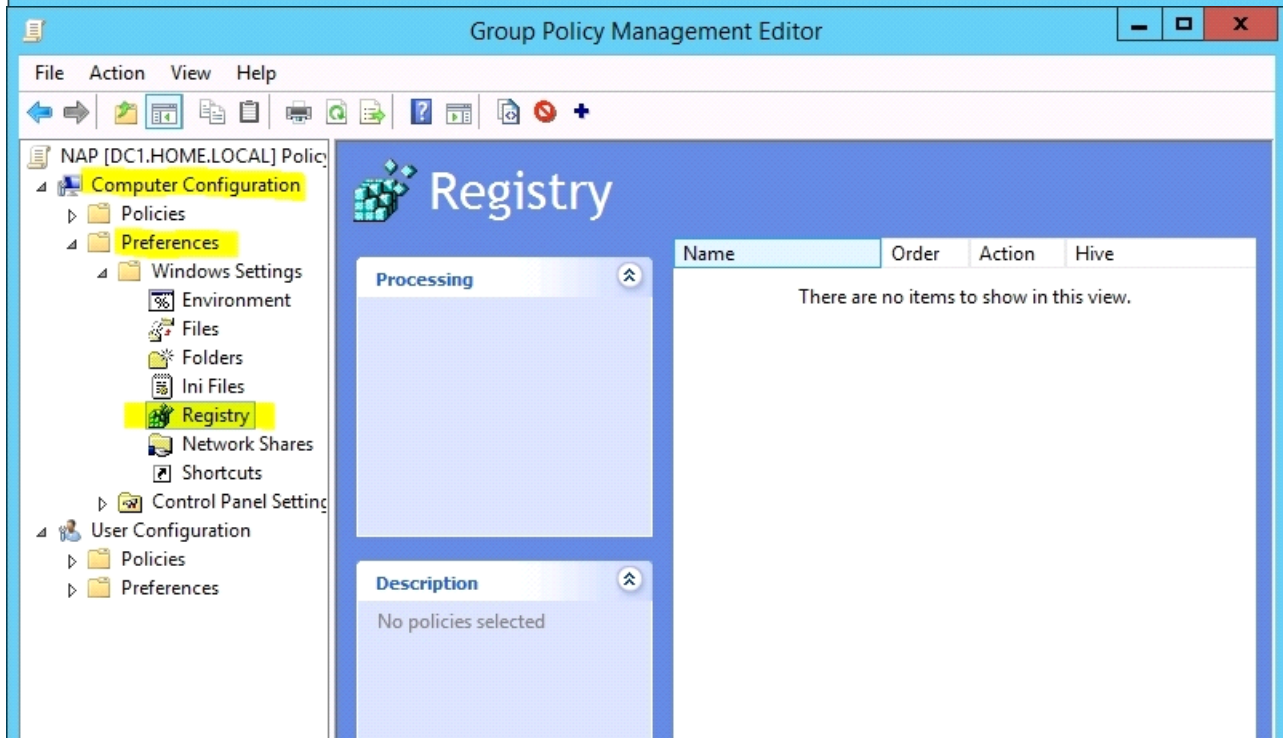 Group Policy Management Editor
File Action View Help
NAP [DC1.HOME.LOCAL] Policy
Computer Configuration
Policies
Preferences
Windows Settings
Environment
Files
Folders
Ini Files
Registry
Network Shares
Shortcuts
Control Panel Setting
User Configuration
Policies
Preferences
Registry
Processing
Description
No policies selected
Name Order Action Hive
There are no items to show in this view.